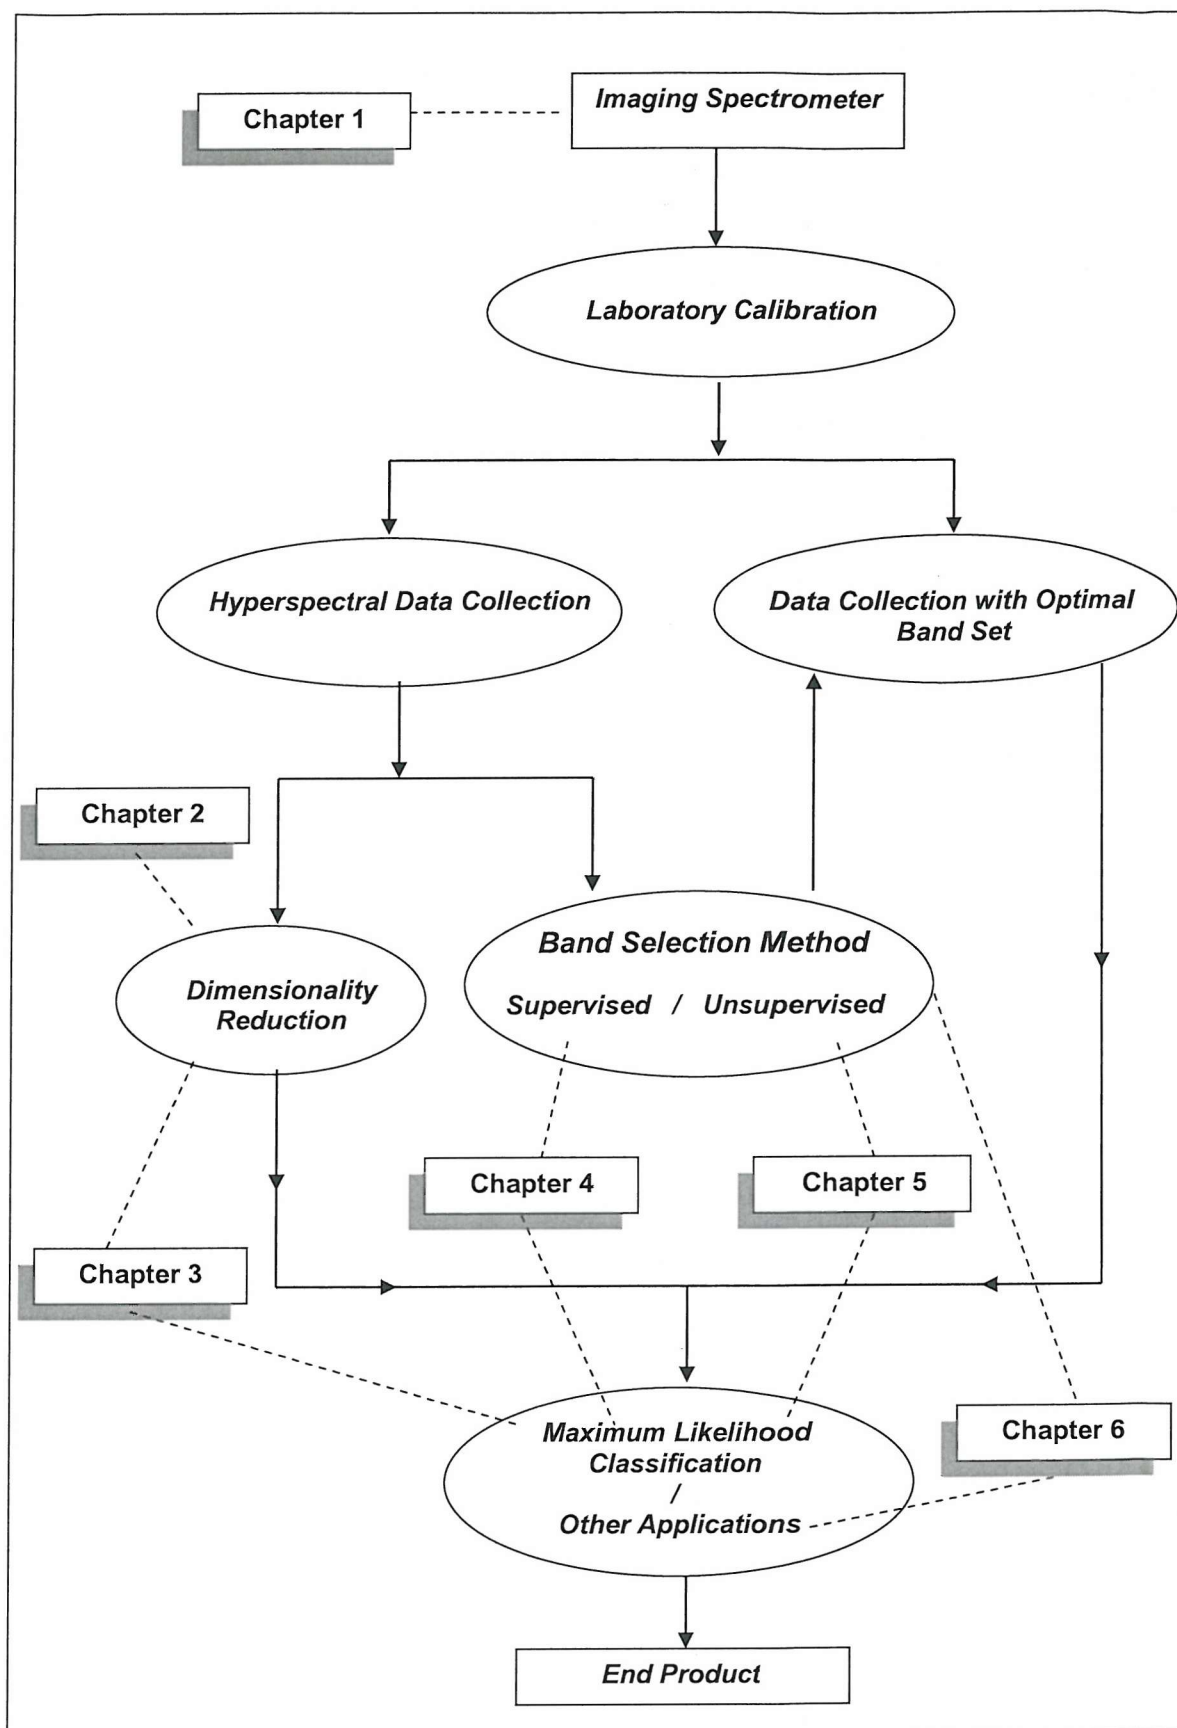 Chapter 1
Imaging Spectrometer
Laboratory Calibration
Hyperspectral Data Collection
Data Collection with Optimal
Band Set
Chapter 2
Dimensionality
Reduction
Band Selection Method
Supervised / Unsupervised
Chapter 4
Chapter 5
Chapter 3
Maximum Likelihood
Classification
/
Other Applications
Chapter 6
End Product